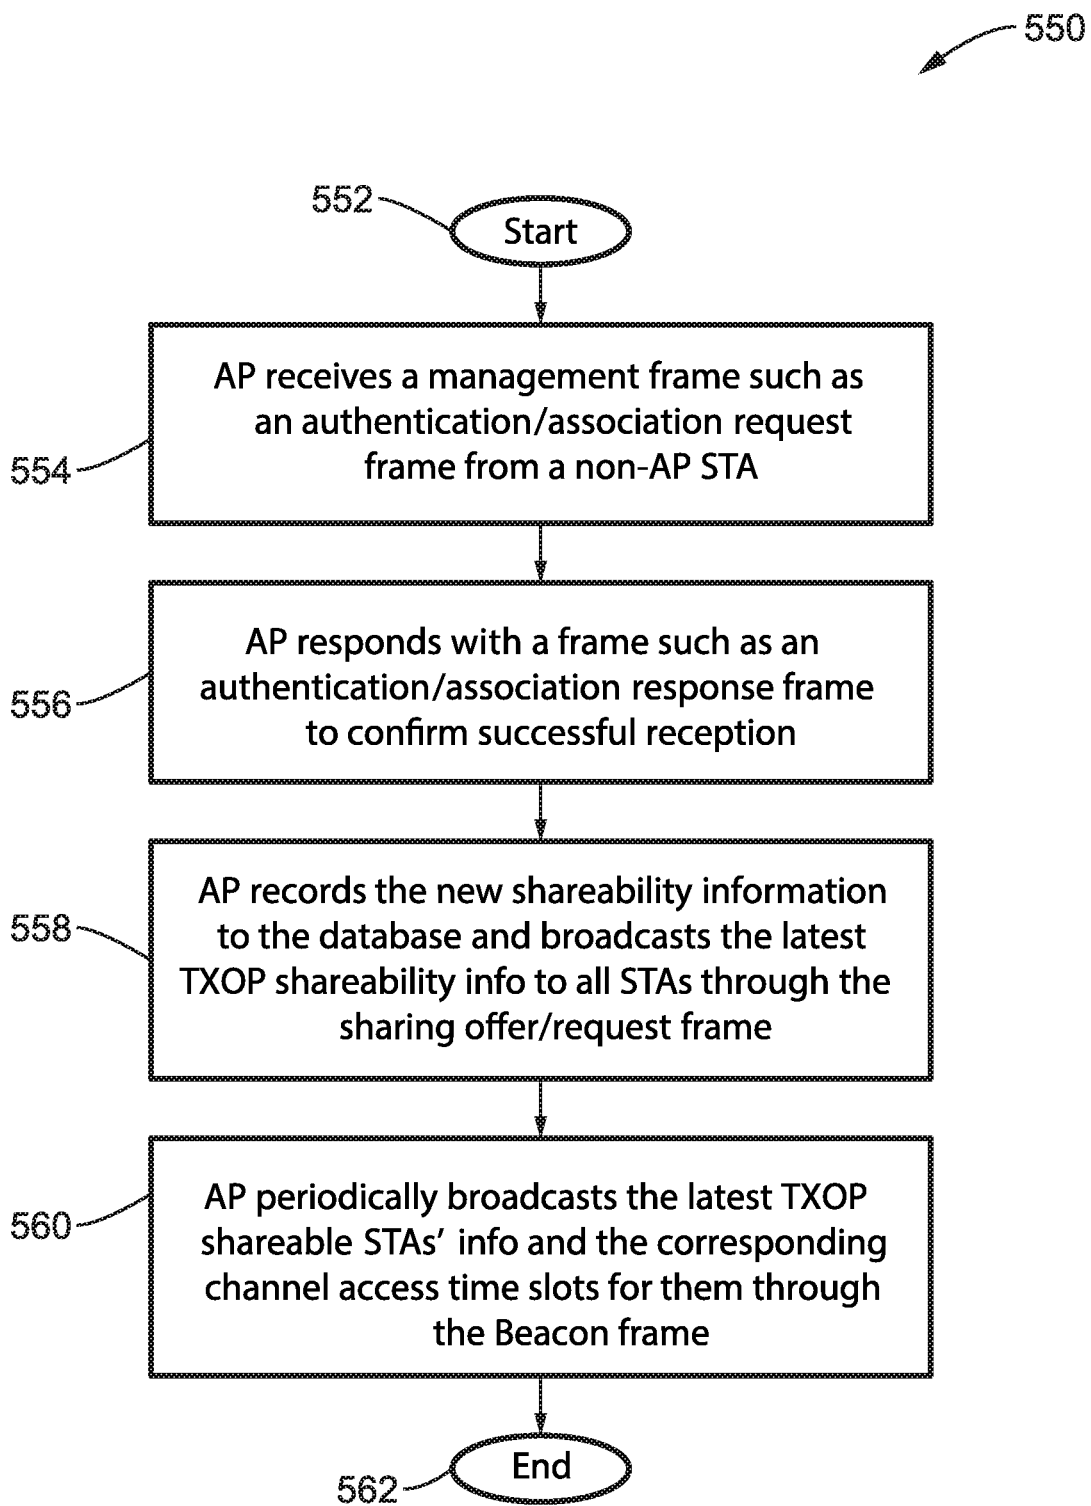 550
552
Start
AP receives a management frame such as
an authentication/association request
frame from a non-AP STA
554
AP responds with a frame such as an
authentication/association response frame
to confirm successful reception
556
AP records the new shareability information
to the database and broadcasts the latest
TXOP shareability info to all STAs through the
sharing offer/request frame
558
AP periodically broadcasts the latest TXOP
shareable STAs' info and the corresponding
channel access time slots for them through
the Beacon frame
560
End
562